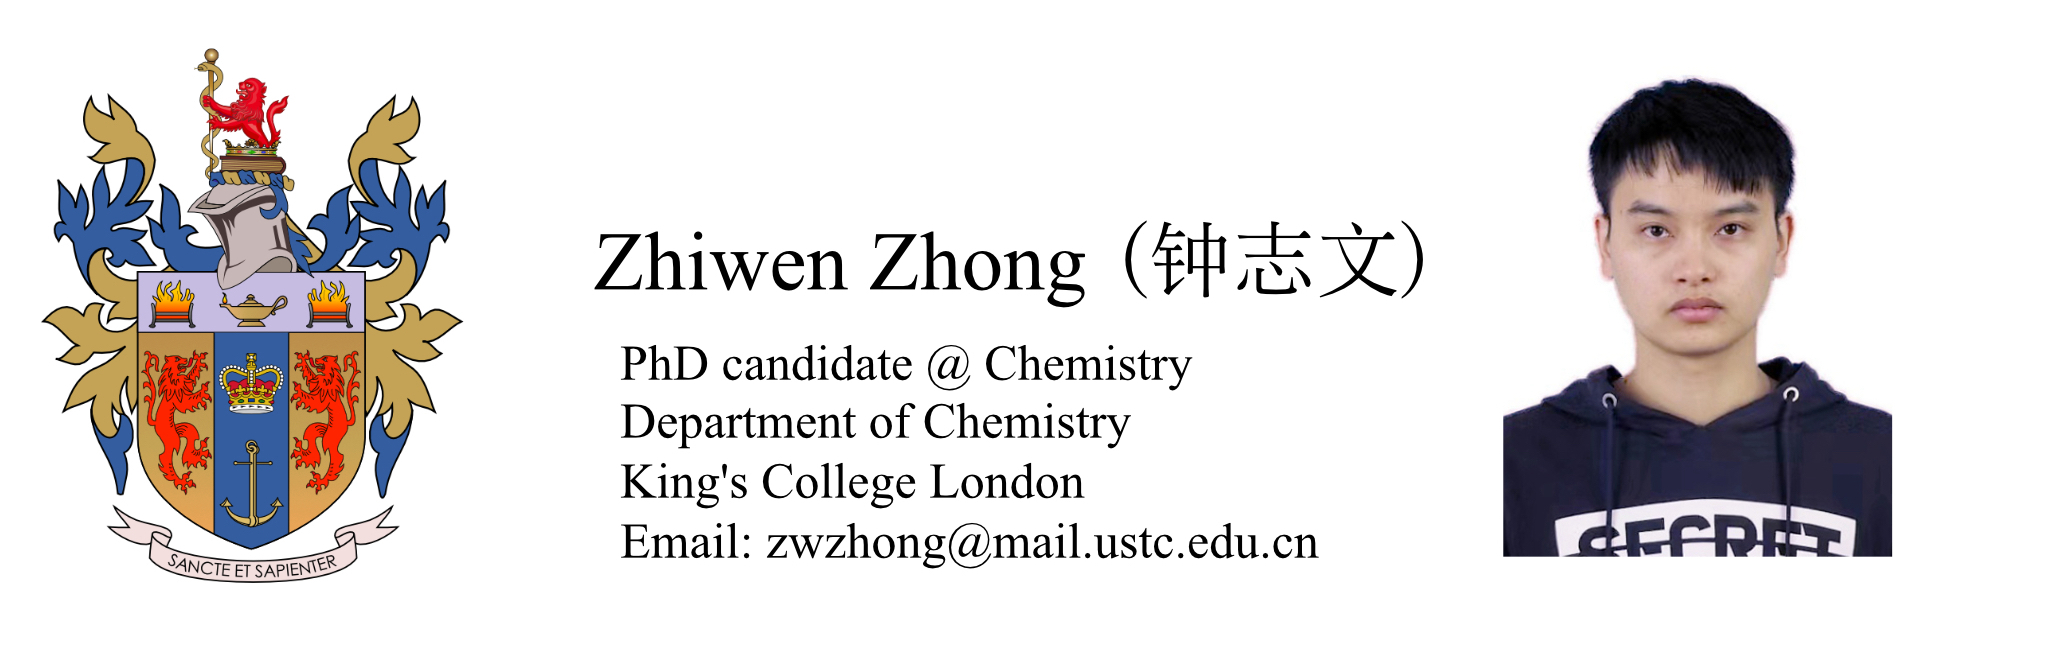 SANCTE ET SAPIENTER
Zhiwen Zhong（钟志文）
PhD candidate @ Chemistry
Department of Chemistry
King's College London
Email: zwzhong@mail.ustc.edu.cn
SECRET